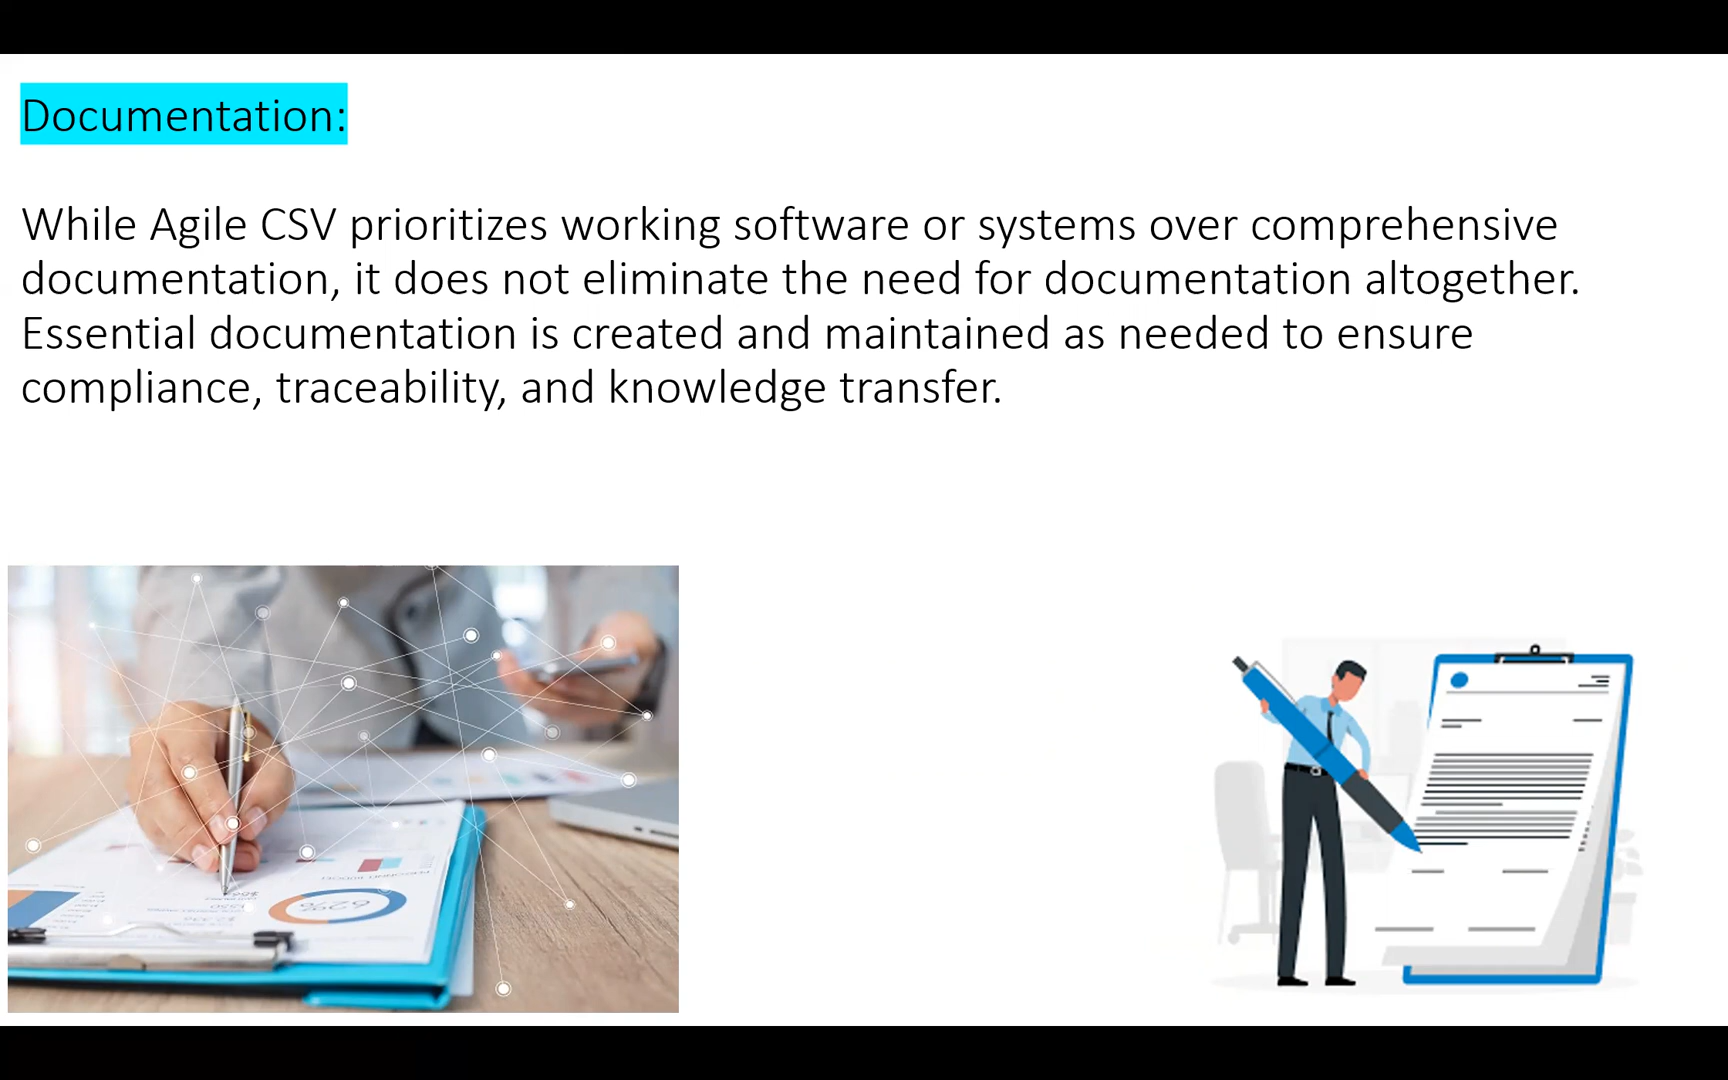 Documentation:
While Agile CSV prioritizes working software or systems over comprehensive
documentation, it does not eliminate the need for documentation altogether.
Essential documentation is created and maintained as needed to ensure
compliance, traceability, and knowledge transfer.
62%